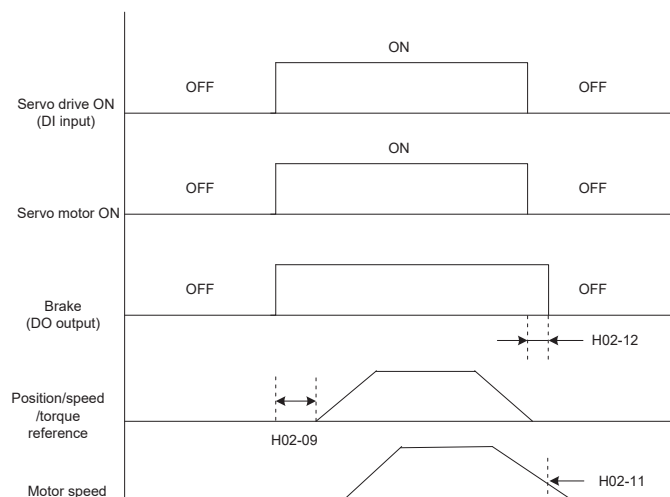 ON
OFF
OFF
Servo drive ON
(DI input)
ON
OFF
OFF
Servo motor ON
OFF
OFF
Brake
(DO output)
H02-12
Position/speed
/torque
reference
H02-09
H02-11
Motor speed